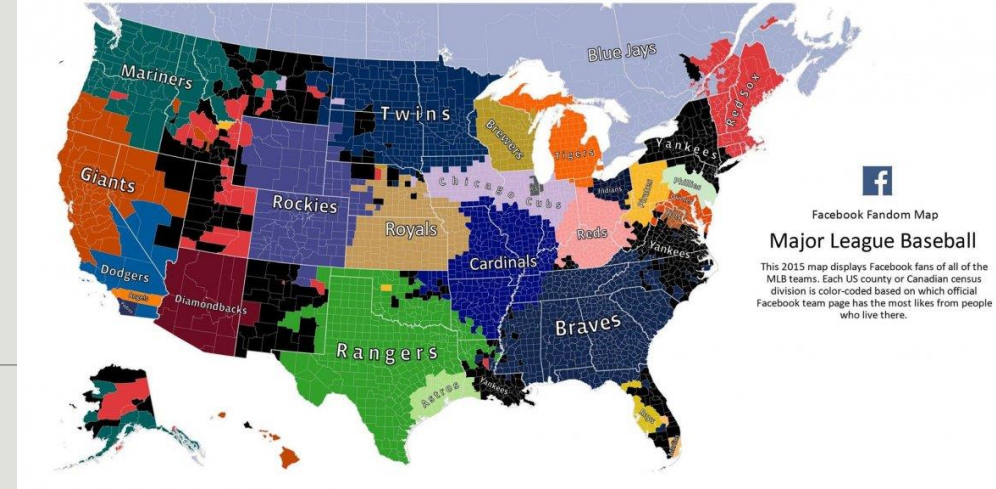 Blue Jays
Mariners
Twins
Red Sox
Brewers
Tigers
Yankees
Giants
Chicago Cubs
Indians
Pirates
Phillies
Rockies
Royals
Reds
Cardinals
Yankees
Dodgers
Angels
Diamondbacks
Braves
Rangers
Astros
Yankees
Rays
f
Facebook Fandom Map
Major League Baseball
This 2015 map displays Facebook fans of all of the
MLB teams. Each US county or Canadian census
division is color-coded based on which official
Facebook team page has the most likes from people
who live there.